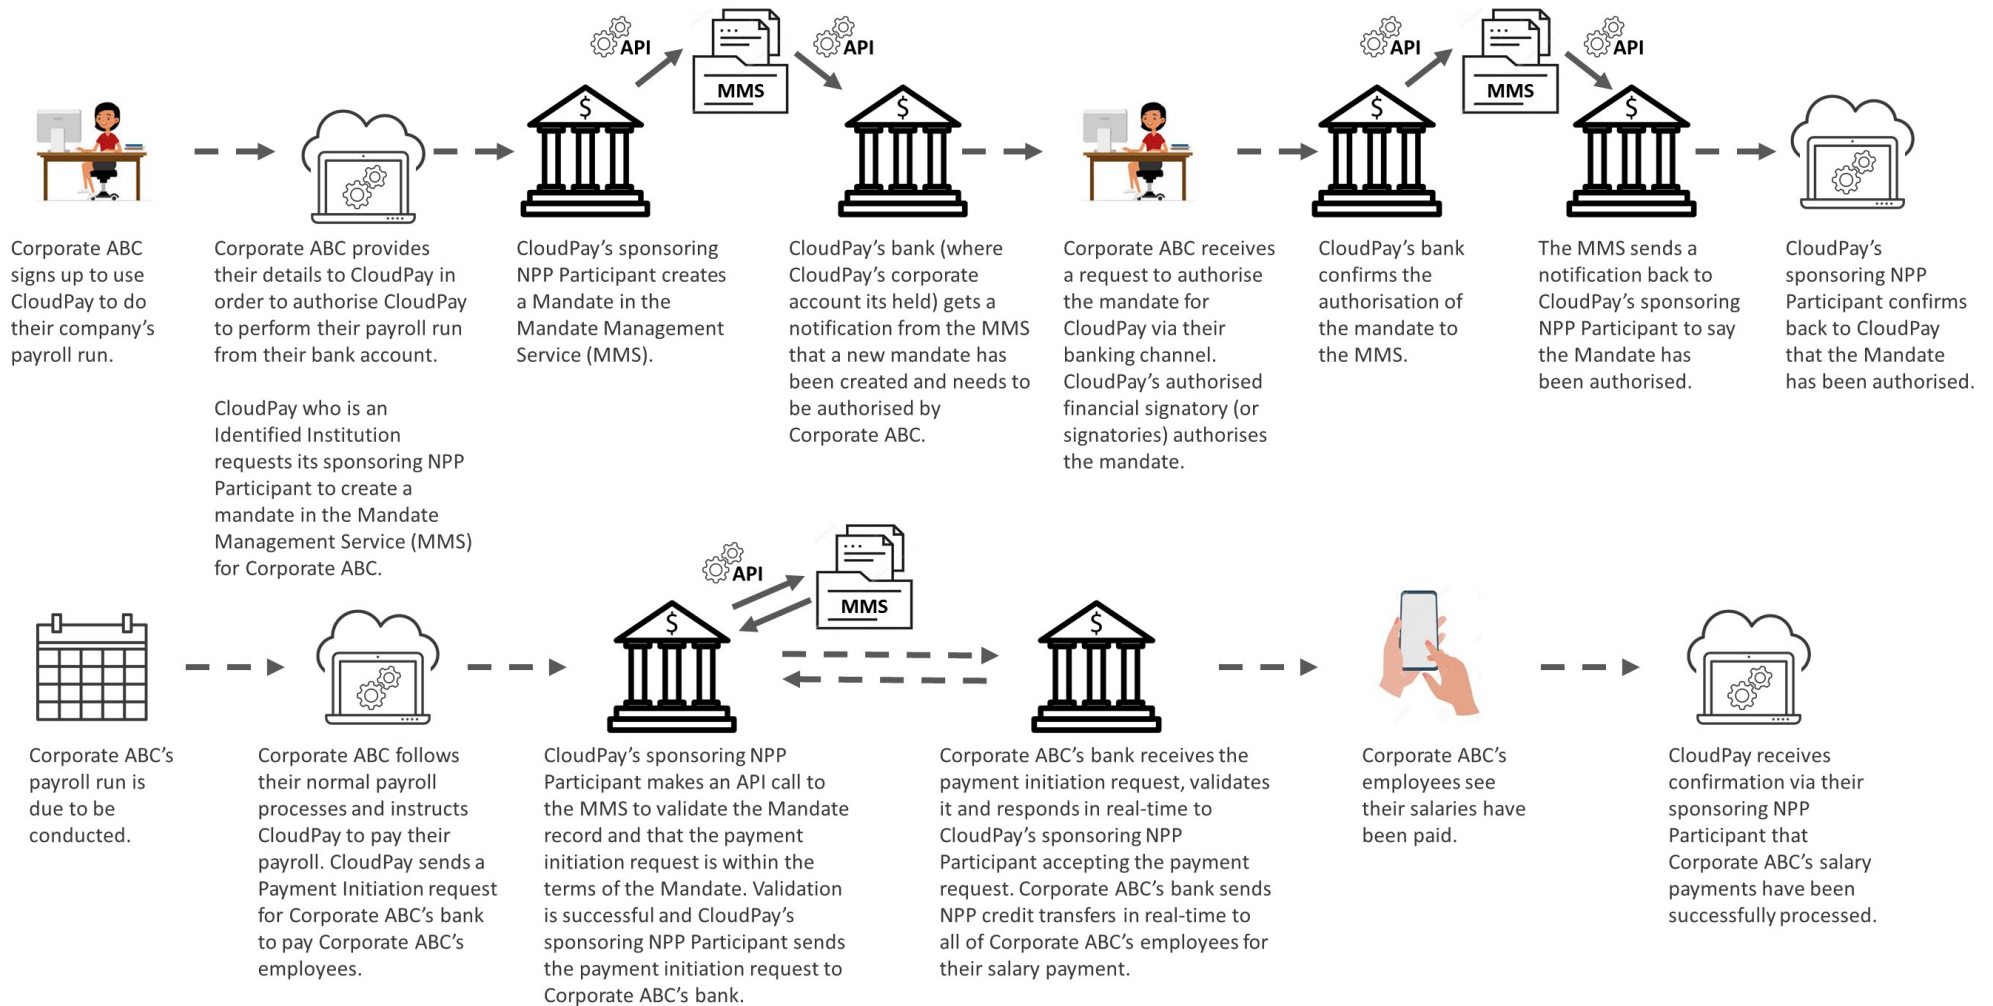 API
MMS
API
API
MMS
API
$
$
$
$
Corporate ABC
signs up to use
CloudPay to do
their company’s
payroll run.
Corporate ABC provides
their details to CloudPay in
order to authorise CloudPay
to perform their payroll run
from their bank account.
CloudPay who is an
Identified Institution
requests its sponsoring NPP
Participant to create a
mandate in the Mandate
Management Service (MMS)
for Corporate ABC.
CloudPay’s sponsoring
NPP Participant creates
a Mandate in the
Mandate Management
Service (MMS).
CloudPay’s bank (where
CloudPay’s corporate
account its held) gets a
notification from the MMS
that a new mandate has
been created and needs to
be authorised by
Corporate ABC.
Corporate ABC receives
a request to authorise
the mandate for
CloudPay via their
banking channel.
CloudPay’s authorised
financial signatory (or
signatories) authorises
the mandate.
CloudPay’s bank
confirms the
authorisation of
the mandate to
the MMS.
The MMS sends a
notification back to
CloudPay’s sponsoring
NPP Participant to say
the Mandate has
been authorised.
CloudPay’s
sponsoring NPP
Participant confirms
back to CloudPay
that the Mandate
has been authorised.
API
MMS
$
$
Corporate ABC’s
payroll run is
due to be
conducted.
Corporate ABC follows
their normal payroll
processes and instructs
CloudPay to pay their
payroll. CloudPay sends a
Payment Initiation request
for Corporate ABC’s bank
to pay Corporate ABC’s
employees.
CloudPay’s sponsoring NPP
Participant makes an API call to
the MMS to validate the Mandate
record and that the payment
initiation request is within the
terms of the Mandate. Validation
is successful and CloudPay’s
sponsoring NPP Participant sends
the payment initiation request to
Corporate ABC’s bank.
Corporate ABC’s bank receives the
payment initiation request, validates
it and responds in real-time to
CloudPay’s sponsoring NPP
Participant accepting the payment
request. Corporate ABC’s bank sends
NPP credit transfers in real-time to
all of Corporate ABC’s employees for
their salary payment.
Corporate ABC’s
employees see
their salaries have
been paid.
CloudPay receives
confirmation via their
sponsoring NPP
Participant that
Corporate ABC’s salary
payments have been
successfully processed.